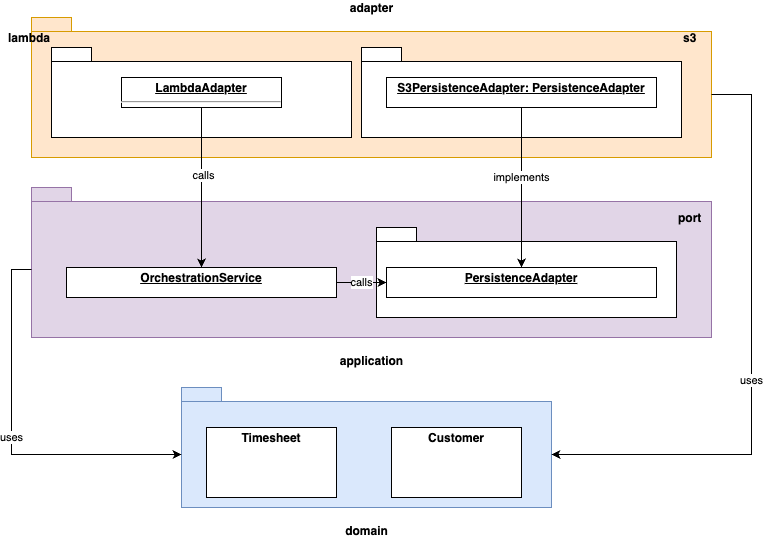 adapter
lambda
s3
LambdaAdapter
S3PersistenceAdapter: PersistenceAdapter
calls
implements
port
OrchestrationService
calls
PersistenceAdapter
application
uses
uses
Timesheet
Customer
domain